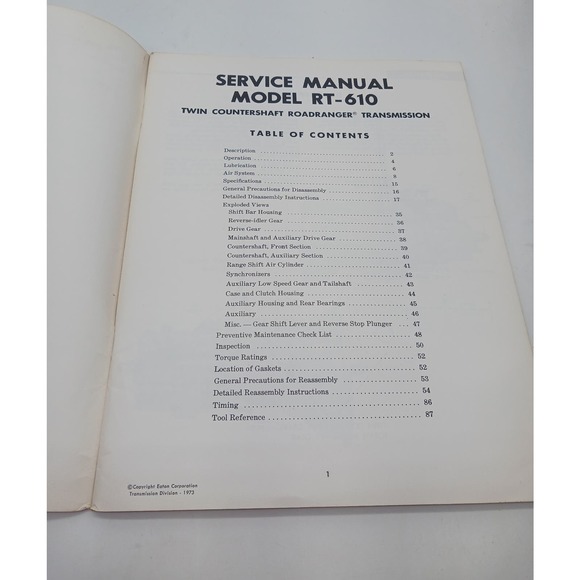 SERVICE MANUAL
MODEL RT-610
TWIN COUNTERSHAFT ROADRANGER® TRANSMISSION
TABLE OF CONTENTS
Description 2
Operation 4
Lubrication 6
Air System 8
Specifications 15
General Precautions for Disassembly 16
Detailed Disassembly Instructions 17
Exploded Views
Shift Bar Housing 35
Reverse-idler Gear 36
Drive Gear 37
Mainshaft and Auxiliary Drive Gear 38
Countershaft, Front Section 39
Countershaft, Auxiliary Section 40
Range Shift Air Cylinder 41
Synchronizers 42
Auxiliary Low Speed Gear and Tailshaft 43
Case and Clutch Housing 44
Auxiliary Housing and Rear Bearings 45
Auxiliary 46
Misc. — Gear Shift Lever and Reverse Stop Plunger 47
Preventive Maintenance Check List 48
Inspection 50
Torque Ratings 52
Location of Gaskets 52
General Precautions for Reassembly 53
Detailed Reassembly Instructions 54
Timing 86
Tool Reference 87
1
©Copyright Eaton Corporation
Transmission Division - 1973